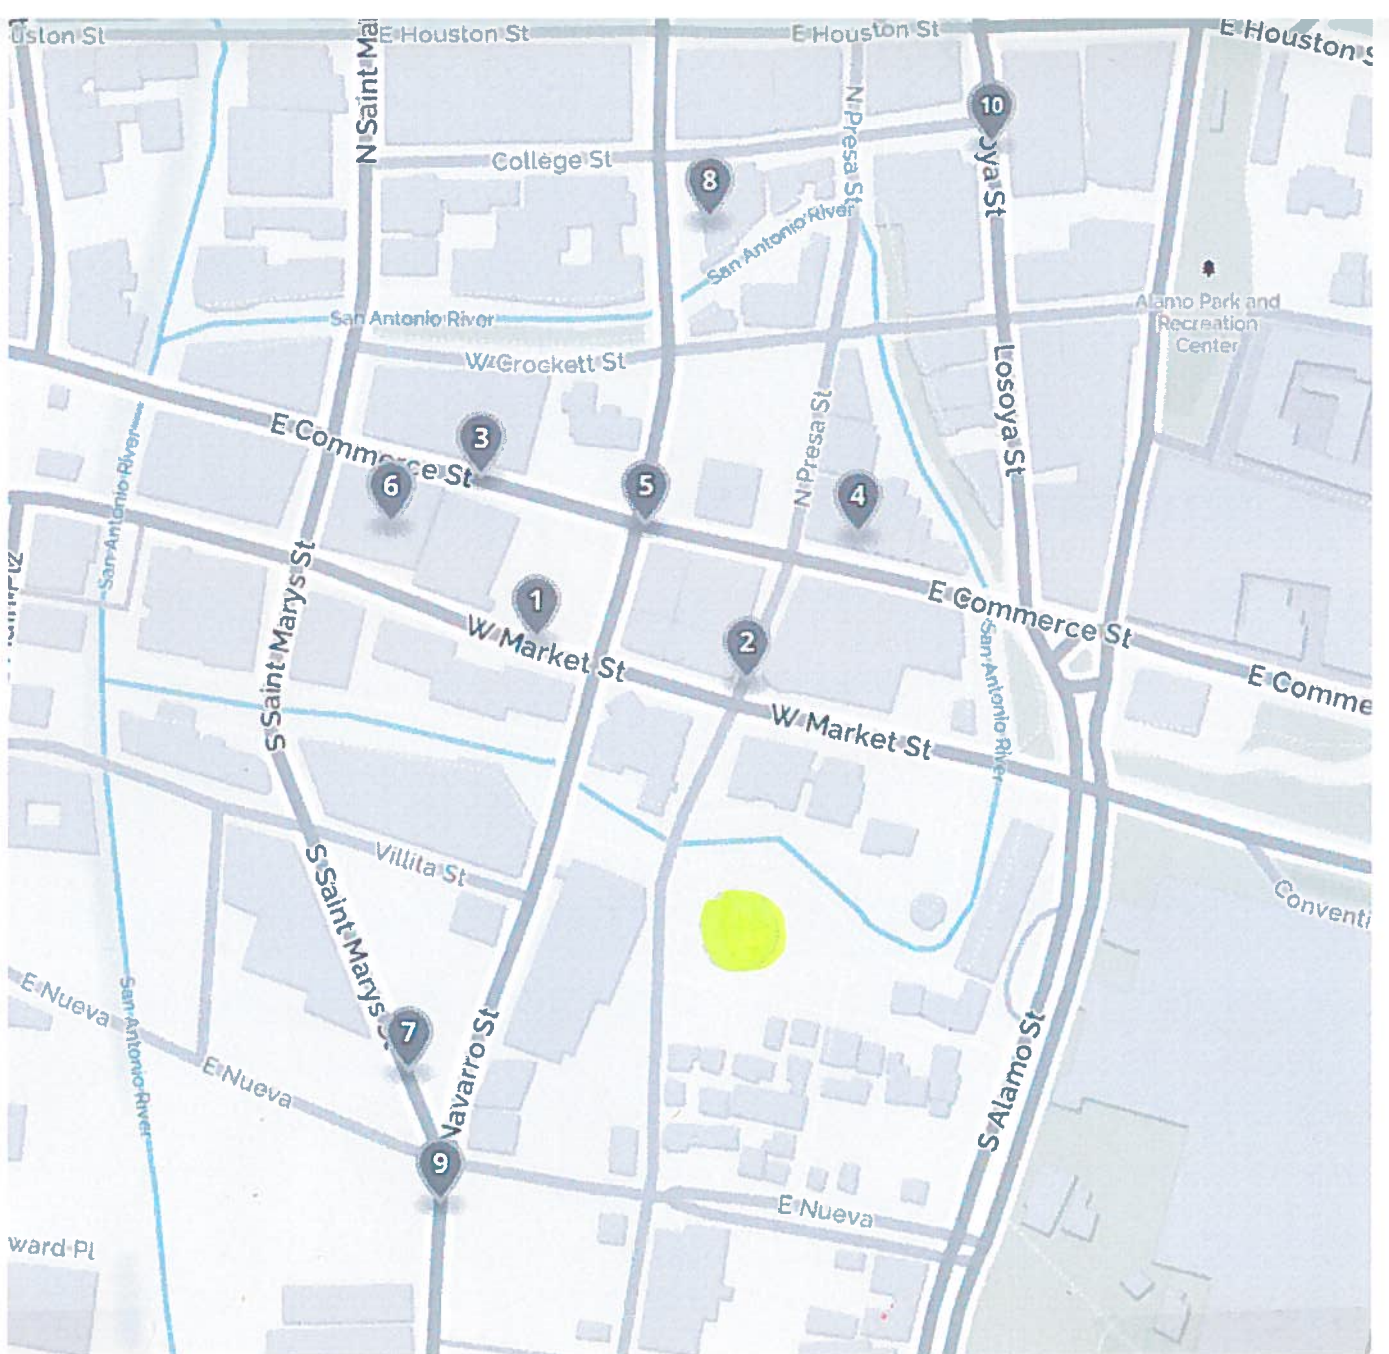 uston St
E Houston St
E Houston St
E Houston S
N Saint Mai
N Presa St
10
oya St
College St
8
San Antonio River
San Antonio River
Alamo Park and
Recreation
Center
W Crockett St
Losoya St
E Commerce St
3
6
5
N Presa St
4
San Antonio River
S Saint Marys St
1
W Market St
2
E Commerce St
San Antonio River
E Comme
W Market St
Villita St
S Saint Marys S
Conventi
E Nueva
San Antonio River
7
Navarro St
E Nueva
S Alamo St
9
E Nueva
ward Pl